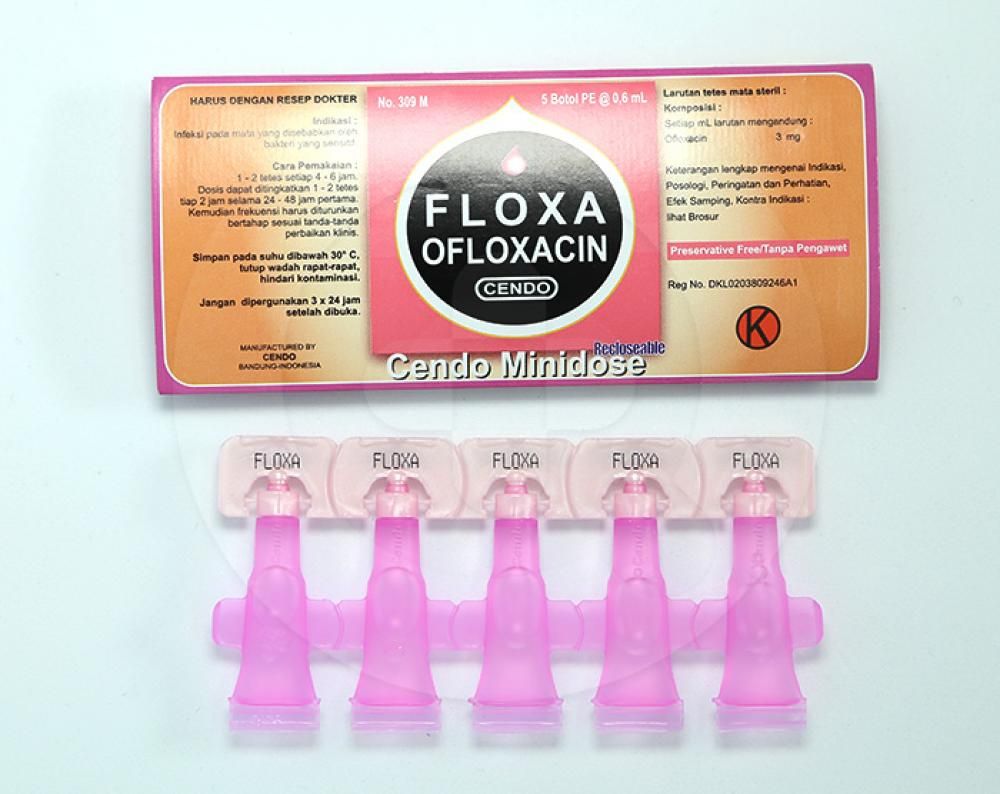 HARUS DENGAN RESEP DOKTER
Indikasi :
Infeksi pada mata yang disebabkan oleh
bakteri yang sensitif.
Cara Pemakaian :
1 - 2 tetes setiap 4 - 6 jam.
Dosis dapat ditingkatkan 1 - 2 tetes
tiap 2 jam selama 24 - 48 jam pertama.
Kemudian frekuensi harus diturunkan
bertahap sesuai tanda-tanda
perbaikan klinis.
Simpan pada suhu dibawah 30° C,
tutup wadah rapat-rapat,
hindari kontaminasi.
Jangan dipergunakan 3 x 24 jam
setelah dibuka.
MANUFACTURED BY
CENDO
BANDUNG-INDONESIA
No. 309 M
5 Botol PE @ 0,6 mL
FLOXA
OFLOXACIN
CENDO
Recloseable
Cendo Minidose
Larutan tetes mata steril :
Komposisi :
Setiap mL larutan mengandung :
Ofloxacin 3 mg
Keterangan lengkap mengenai Indikasi,
Posologi, Peringatan dan Perhatian,
Efek Samping, Kontra Indikasi :
lihat Brosur
Preservative Free/Tanpa Pengawet
Reg No. DKL0203809246A1
K
FLOXA
FLOXA
FLOXA
FLOXA
FLOXA
Cendo
Cendo
Cendo
Cendo